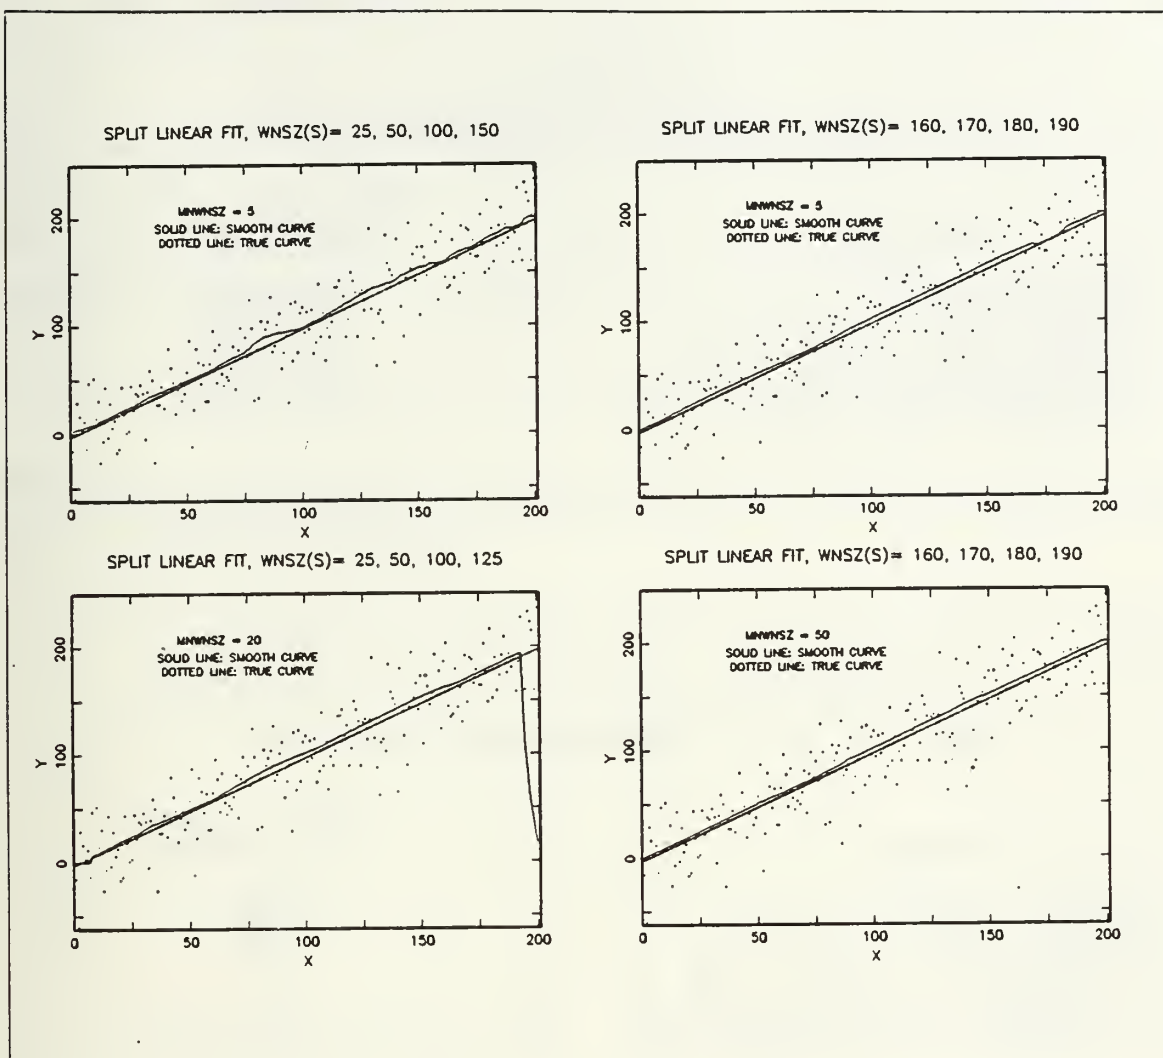 SPLIT LINEAR FIT, WNSZ(S)= 25, 50, 100, 150
MNWNSZ = 5
SOLID LINE: SMOOTH CURVE
DOTTED LINE: TRUE CURVE
Y
0
100
200
0
50
100
150
200
X
SPLIT LINEAR FIT, WNSZ(S)= 160, 170, 180, 190
MNWNSZ = 5
SOLID LINE: SMOOTH CURVE
DOTTED LINE: TRUE CURVE
Y
0
100
200
0
50
100
150
200
X
SPLIT LINEAR FIT, WNSZ(S)= 25, 50, 100, 125
MNWNSZ = 20
SOLID LINE: SMOOTH CURVE
DOTTED LINE: TRUE CURVE
Y
0
100
200
0
50
100
150
200
X
SPLIT LINEAR FIT, WNSZ(S)= 160, 170, 180, 190
MNWNSZ = 50
SOLID LINE: SMOOTH CURVE
DOTTED LINE: TRUE CURVE
Y
0
100
200
0
50
100
150
200
X